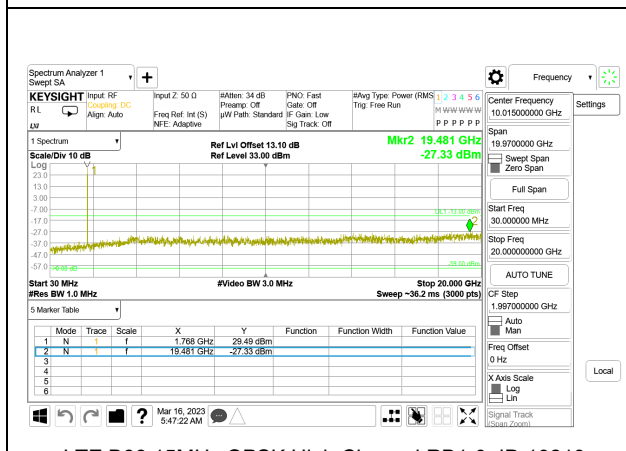 Spectrum Analyzer 1
Swept SA
Frequency
KEYSIGHT
RL
Input: RF
Coupling: DC
Align: Auto
Input Z: 50 Ω
Freq Ref: Int (S)
NFE: Adaptive
#Atten: 34 dB
Preamp: Off
µW Path: Standard
PNO: Fast
Gate: Off
IF Gain: Low
Sig Track: Off
#Avg Type: Power (RMS
Trig: Free Run
1 2 3 4 5 6
M W W W W W
P P P P P P
LXI
Center Frequency
10.015000000 GHz
Settings
Span
19.9700000 GHz
Swept Span
Zero Span
Full Span
Start Freq
30.000000 MHz
Stop Freq
20.000000000 GHz
AUTO TUNE
CF Step
1.997000000 GHz
Auto
Man
Freq Offset
0 Hz
X Axis Scale
Log
Lin
Signal Track
(Span Zoom)
Local
1 Spectrum
Scale/Div 10 dB
Ref Lvl Offset 13.10 dB
Ref Level 33.00 dBm
Mkr2 19.481 GHz
-27.33 dBm
Log
1
23.0
13.0
3.00
-7.00
DL1 -13.00 dBm
-17.0
2
-27.0
-37.0
-47.0
-57.0
Start 30 MHz
#Video BW 3.0 MHz
Stop 20.000 GHz
#Res BW 1.0 MHz
Sweep ~36.2 ms (3000 pts)
5 Marker Table
Mode Trace Scale X Y Function Function Width Function Value
1 N 1 f 1.768 GHz 29.49 dBm
2 N 1 f 19.481 GHz -27.33 dBm
3
4
5
6
?
Mar 16, 2023
5:47:22 AM